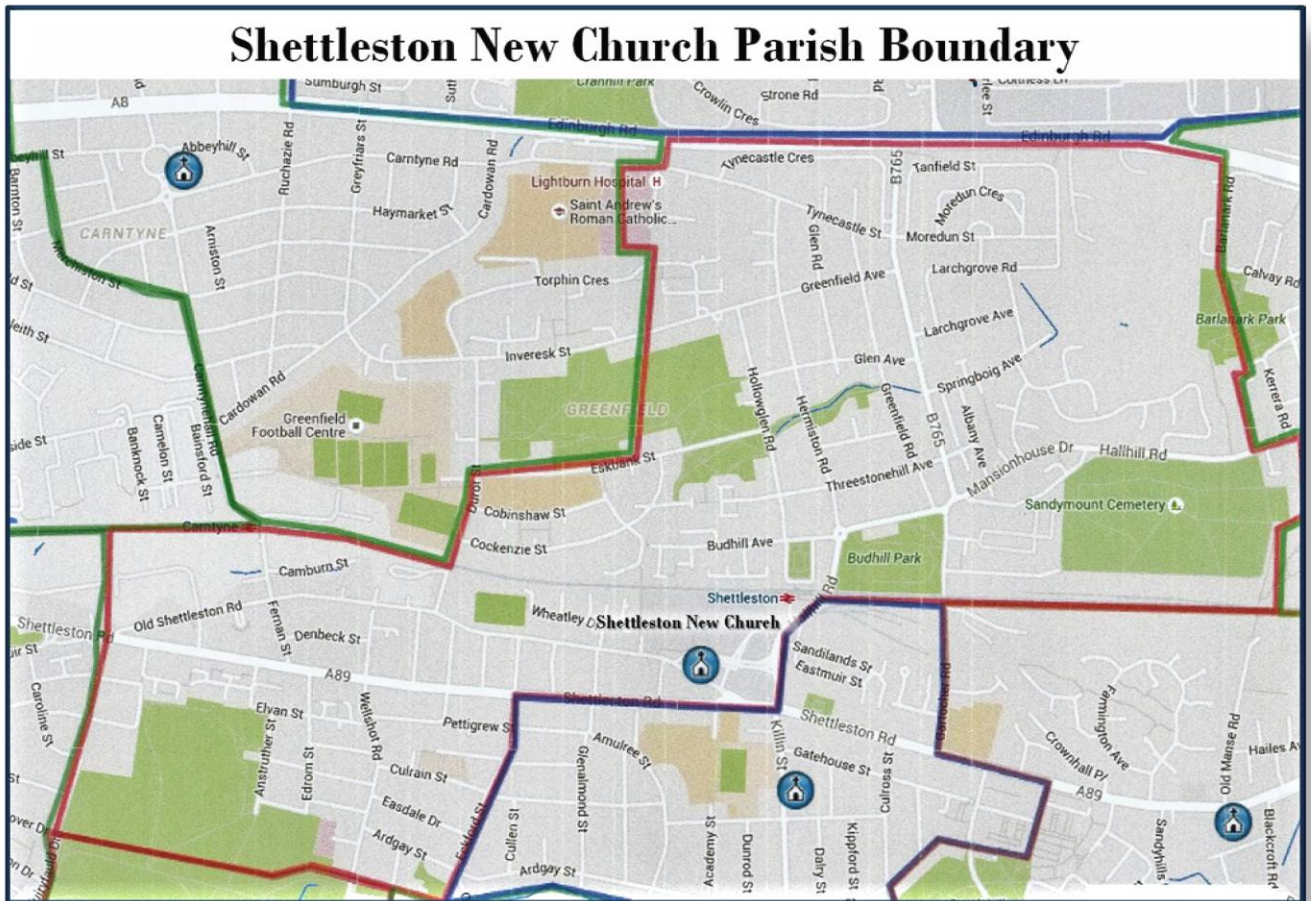 Shettleston New Church Parish Boundary
Sumburgh St
Cranhill Park
Crowlin Cres
Strone Rd
A8
Edinburgh Rd
Edinburgh Rd
Abbeyhill St
Ruchazie Rd
Greyfriars St
Carntyne Rd
Cardowan Rd
Tynecastle Cres
B765
Tanfield St
Barnton St
Lightburn Hospital H
Saint Andrew's
Roman Catholic...
Haymarket St
Moredun Cres
Barlanark Rd
CARNTYNE
Arniston St
Tynecastle St
Glen Rd
Moredun St
Larchgrove Rd
Calvay Rd
Torphin Cres
Greenfield Ave
Larchgrove Ave
Barlanark Park
Inveresk St
Glen Ave
Springboig Ave
Kerrera Rd
Cardowan Rd
Carntynehall Rd
GREENFIELD
Hollowglen Rd
Hermiston Rd
Greenfield Rd
B765
Albany Ave
Greenfield
Football Centre
Camelon St
Banknock St
Bainsford St
Eskbank St
Threestonehill Ave
Mansionhouse Dr
Hallhill Rd
Duror St
Cobinshaw St
Sandymount Cemetery
Carntyne
Cockenzie St
Budhill Ave
Budhill Park
Camburn St
Shettleston
Old Shettleston Rd
Fernan St
Wheatley
Shettleston New Church
Shettleston Rd
Denbeck St
Sandilands St
Eastmuir St
A89
Caroline St
Shettleston Rd
Carntyne Rd
Elvan St
Wellshot Rd
Pettigrew S
Amulree St
Glenalmond St
Shettleston Rd
Killin St
Gatehouse St
Culross St
Farmington Ave
Crownhall Pl
Old Manse Rd
Anstruther St
Edrom St
Culrain St
Easdale Dr
A89
Ardgay St
Cullen St
Academy St
Dunrod St
Dalry St
Kippford St
Sandyhills
Blackcroft Rd
Ardgay St